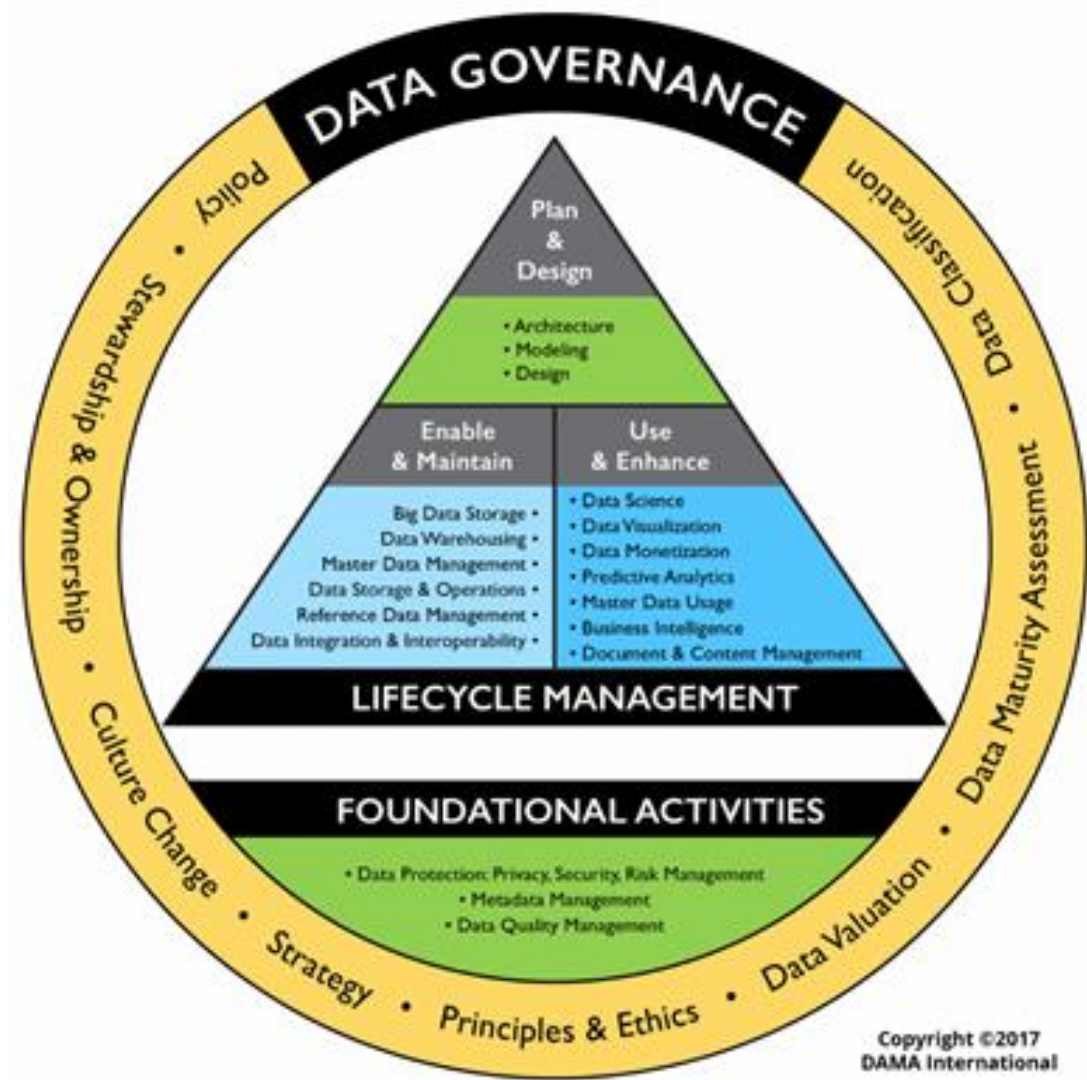 DATA GOVERNANCE
Policy • Stewardship & Ownership • Culture Change • Strategy • Principles & Ethics • Data Valuation • Data Maturity Assessment • Data Classification
Plan
&
Design
• Architecture
• Modeling
• Design
Enable
& Maintain
Big Data Storage •
Data Warehousing •
Master Data Management •
Data Storage & Operations •
Reference Data Management •
Data Integration & Interoperability •
Use
& Enhance
• Data Science
• Data Visualization
• Data Monetization
• Predictive Analytics
• Master Data Usage
• Business Intelligence
• Document & Content Management
LIFECYCLE MANAGEMENT
FOUNDATIONAL ACTIVITIES
• Data Protection: Privacy, Security, Risk Management
• Metadata Management
• Data Quality Management
Copyright ©2017
DAMA International